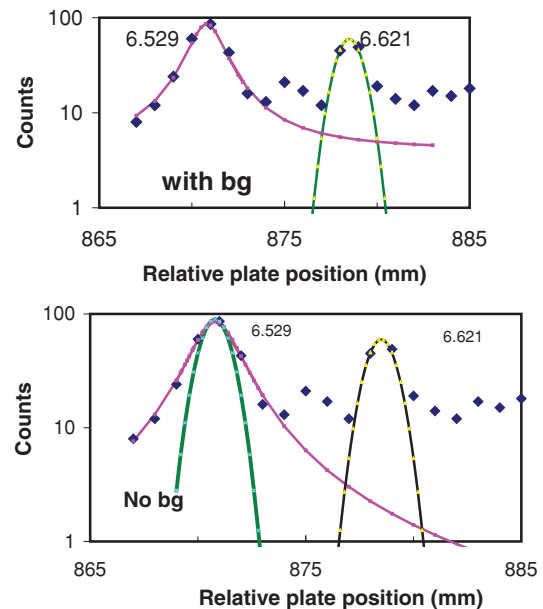 100
6.529
6.621
10
Counts
with bg
1
865
875
885
Relative plate position (mm)
100
6.529
6.621
10
Counts
No bg
1
865
875
885
Relative plate position (mm)